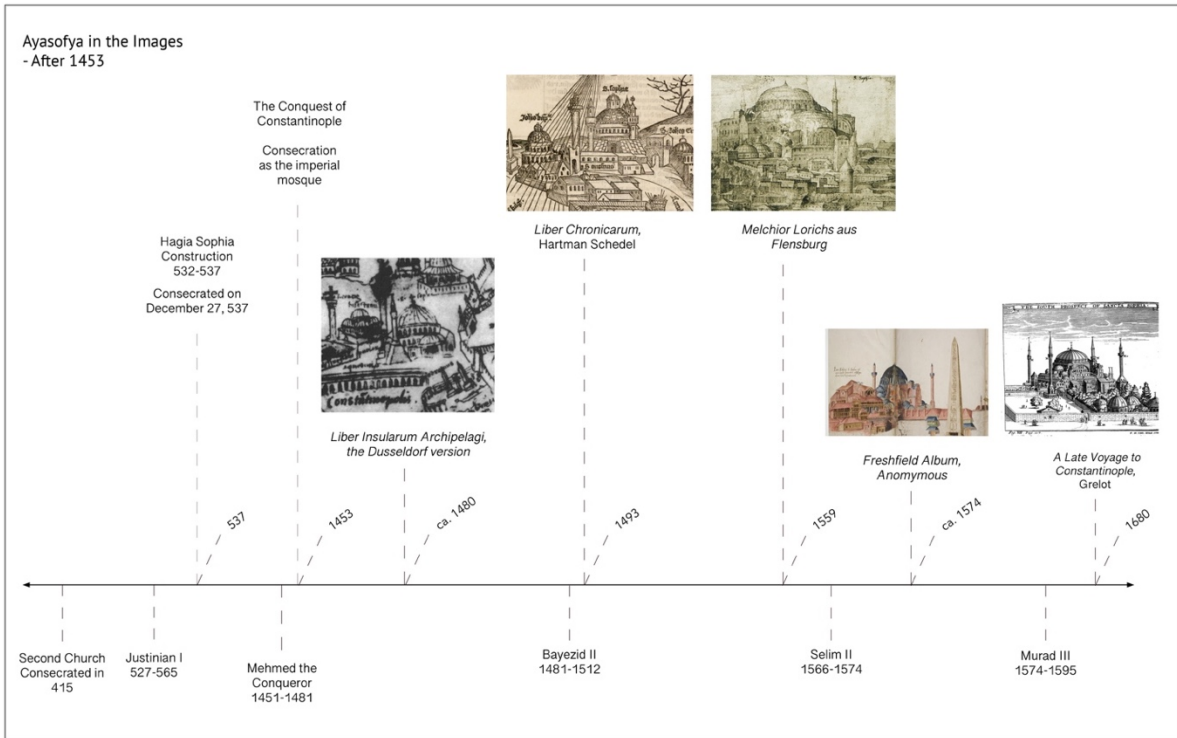 Ayasofya in the Images
- After 1453
The Conquest of
Constantinople
Consecration
as the imperial
mosque
Hagia Sophia
Construction
532-537
Consecrated on
December 27, 537
Constantinopolis.
Liber Insularum Archipelagi,
the Dusseldorf version
Liber Chronicarum,
Hartman Schedel
Melchior Lorichs aus
Flensburg
Freshfield Album,
Anomymous
A Late Voyage to
Constantinople,
Grelot
537
1453
ca. 1480
1493
1559
ca. 1574
1680
Second Church
Consecrated in
415
Justinian I
527-565
Mehmed the
Conqueror
1451-1481
Bayezid II
1481-1512
Selim II
1566-1574
Murad III
1574-1595